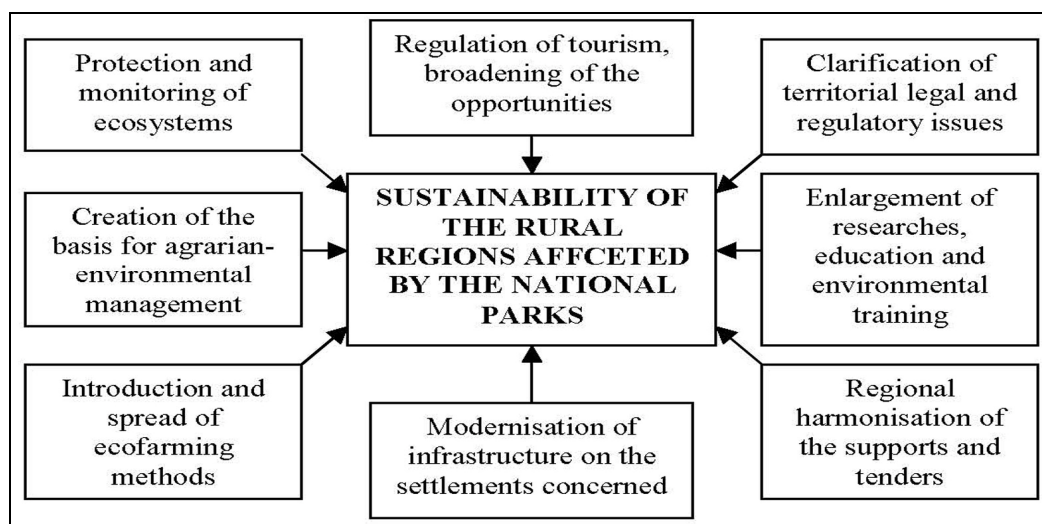 Protection and
monitoring of
ecosystems
Regulation of tourism,
broadening of the
opportunities
Clarification of
territorial legal and
regulatory issues
Creation of the
basis for agrarian-
environmental
management
SUSTAINABILITY OF
THE RURAL
REGIONS AFFCETED
BY THE NATIONAL
PARKS
Enlargement of
researches,
education and
environmental
training
Introduction and
spread of
ecofarming
methods
Modernisation of
infrastructure on the
settlements concerned
Regional
harmonisation of
the supports and
tenders